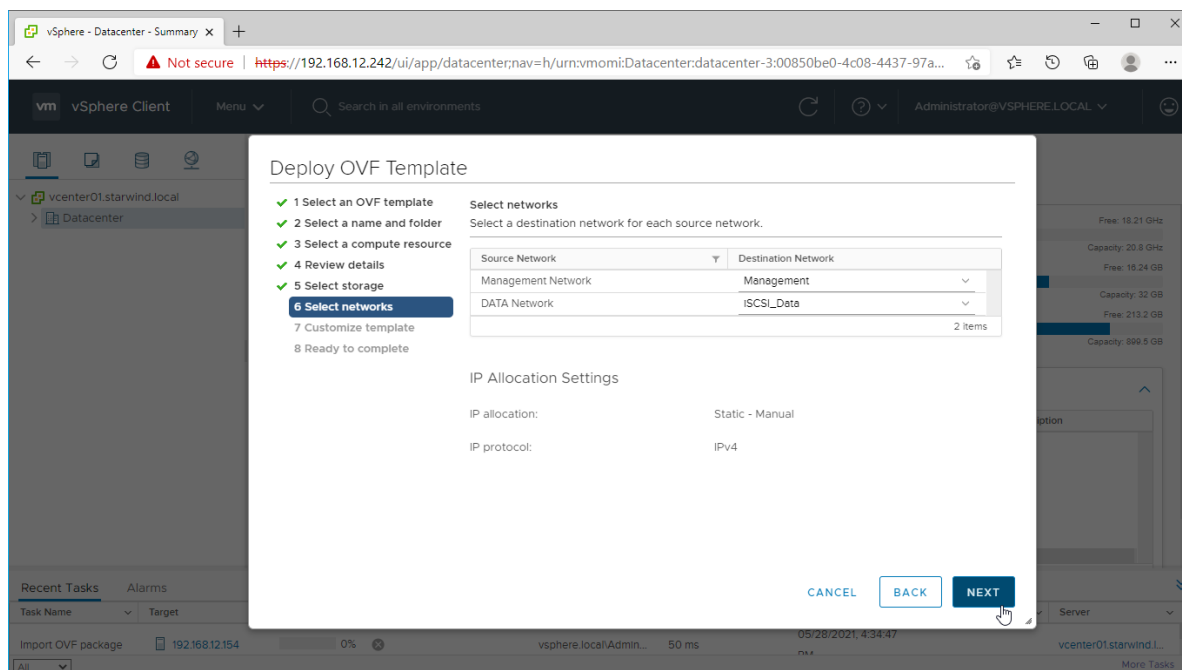 vSphere - Datacenter - Summary
Not secure https://192.168.12.242/ui/app/datacenter;nav=h/urn:vmomi:Datacenter:datacenter-3:00850be0-4c08-4437-97a...
vm vSphere Client Menu Search in all environments Administrator@VSPHERE.LOCAL
vcenter01.starwind.local
Datacenter
Free: 18.21 GHz
Capacity: 20.8 GHz
Free: 16.24 GB
Capacity: 32 GB
Free: 213.2 GB
Capacity: 899.5 GB
iption
Deploy OVF Template
1 Select an OVF template
2 Select a name and folder
3 Select a compute resource
4 Review details
5 Select storage
6 Select networks
7 Customize template
8 Ready to complete
Select networks
Select a destination network for each source network.
Source Network Destination Network
Management Network Management
DATA Network ISCSI_Data
2 items
IP Allocation Settings
IP allocation: Static - Manual
IP protocol: IPv4
CANCEL BACK NEXT
Recent Tasks Alarms
Task Name Target Server
Import OVF package 192.168.12.154 0% vsphere.local\Admin... 50 ms 05/28/2021, 4:34:47 vcenter01.starwind.l...
All More Tasks